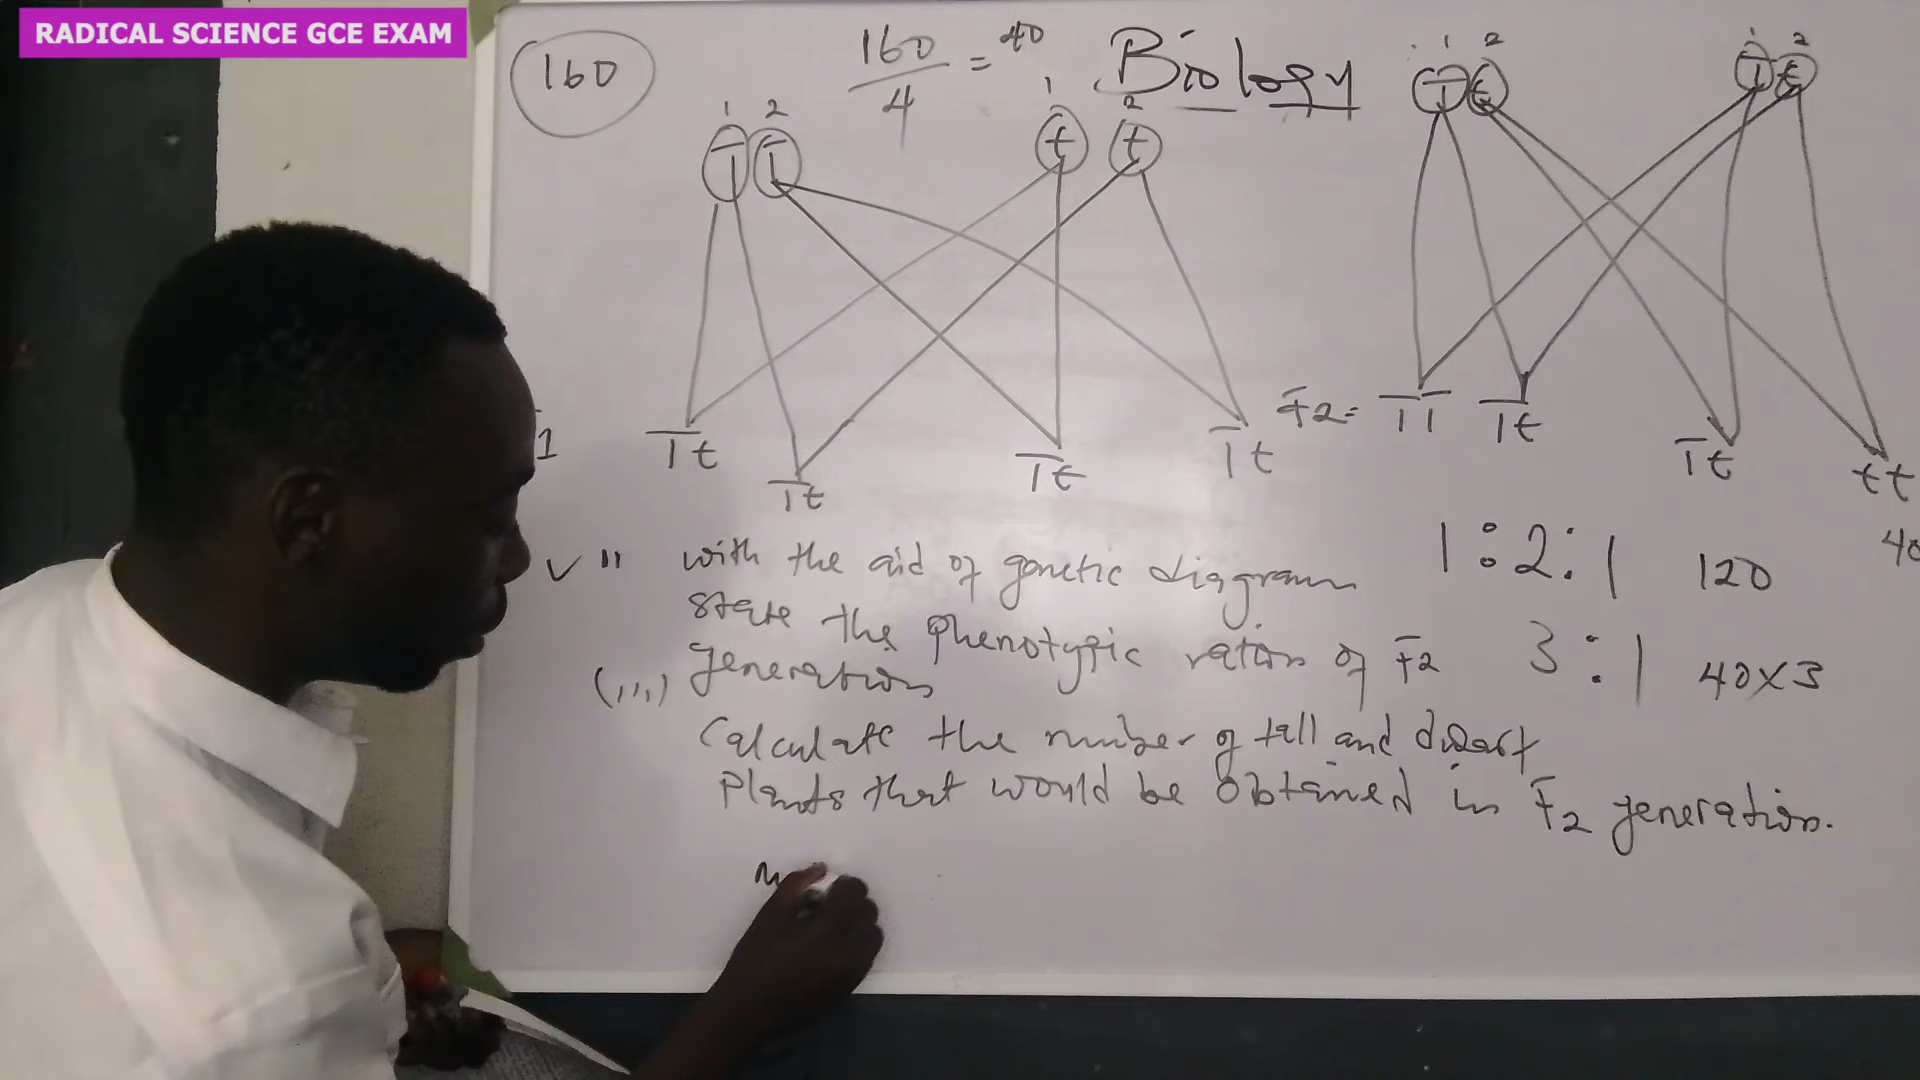 RADICAL SCIENCE GCE EXAM
160
160/4 = 40
Biology
1 2
T T
1 2
t t
1 2
T t
1 2
T t
1
Tt
Tt
Tt
Tt
F2= TT Tt
Tt
tt
1:2:1 120
40
v" with the aid of genetic diagram
state the phenotypic ration of F2
generation
3:1 40x3
(iii)
Calculate the number of tall and dwarf
plants that would be obtained in F2 generation.